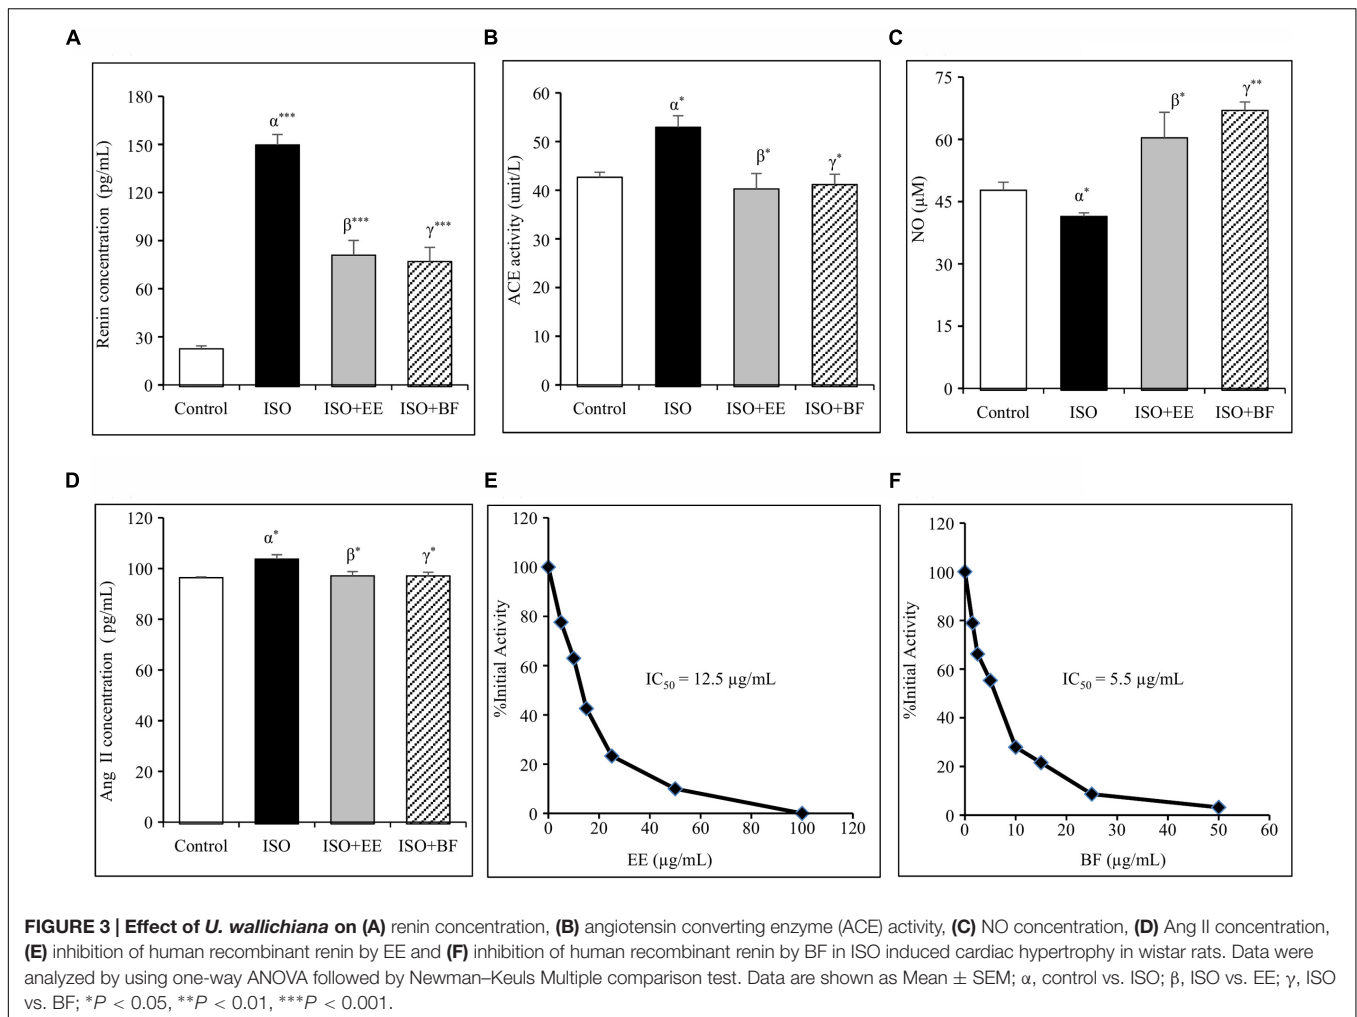 A
Renin concentration (pg/mL)
180
150
120
90
60
30
0
α***
β***
γ***
Control ISO ISO+EE ISO+BF
B
ACE activity (unit/L)
60
50
40
30
20
10
0
α*
β*
γ*
Control ISO ISO+EE ISO+BF
C
NO (µM)
75
60
45
30
15
0
α*
β*
γ**
Control ISO ISO+EE ISO+BF
D
Ang II concentration ( pg/mL)
120
100
80
60
40
20
0
α*
β*
γ*
Control ISO ISO+EE ISO+BF
E
%Initial Activity
120
100
80
60
40
20
0
IC50 = 12.5 µg/mL
0 20 40 60 80 100 120
EE (µg/mL)
F
%Initial Activity
120
100
80
60
40
20
0
IC50 = 5.5 µg/mL
0 10 20 30 40 50 60
BF (µg/mL)
FIGURE 3 | Effect of U. wallichiana on (A) renin concentration, (B) angiotensin converting enzyme (ACE) activity, (C) NO concentration, (D) Ang II concentration,
(E) inhibition of human recombinant renin by EE and (F) inhibition of human recombinant renin by BF in ISO induced cardiac hypertrophy in wistar rats. Data were
analyzed by using one-way ANOVA followed by Newman–Keuls Multiple comparison test. Data are shown as Mean ± SEM; α, control vs. ISO; β, ISO vs. EE; γ, ISO
vs. BF; *P < 0.05, **P < 0.01, ***P < 0.001.